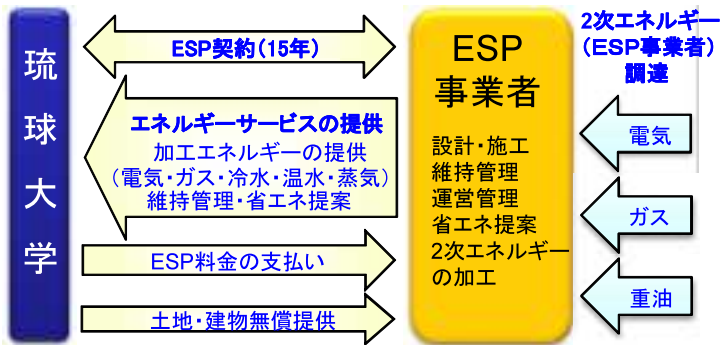 琉球大学
ESP契約（15年）
エネルギーサービスの提供
加工エネルギーの提供
（電気・ガス・冷水・温水・蒸気）
維持管理・省エネ提案
ESP料金の支払い
土地・建物無償提供
ESP
事業者
設計・施工
維持管理
運営管理
省エネ提案
2次エネルギー
の加工
2次エネルギー
（ESP事業者）
調達
電気
ガス
重油